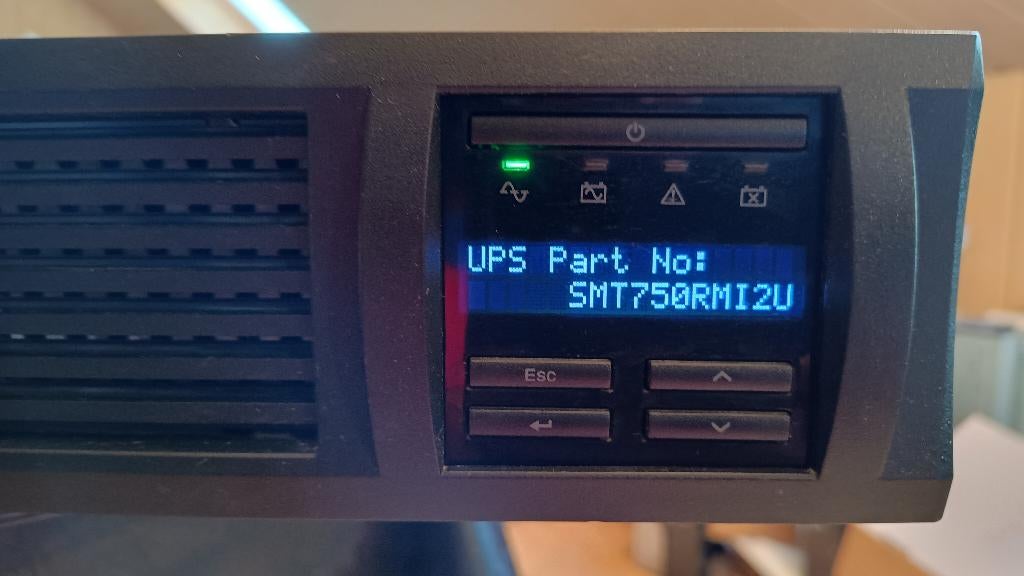 UPS Part No:
SMT750RMI2U
Esc